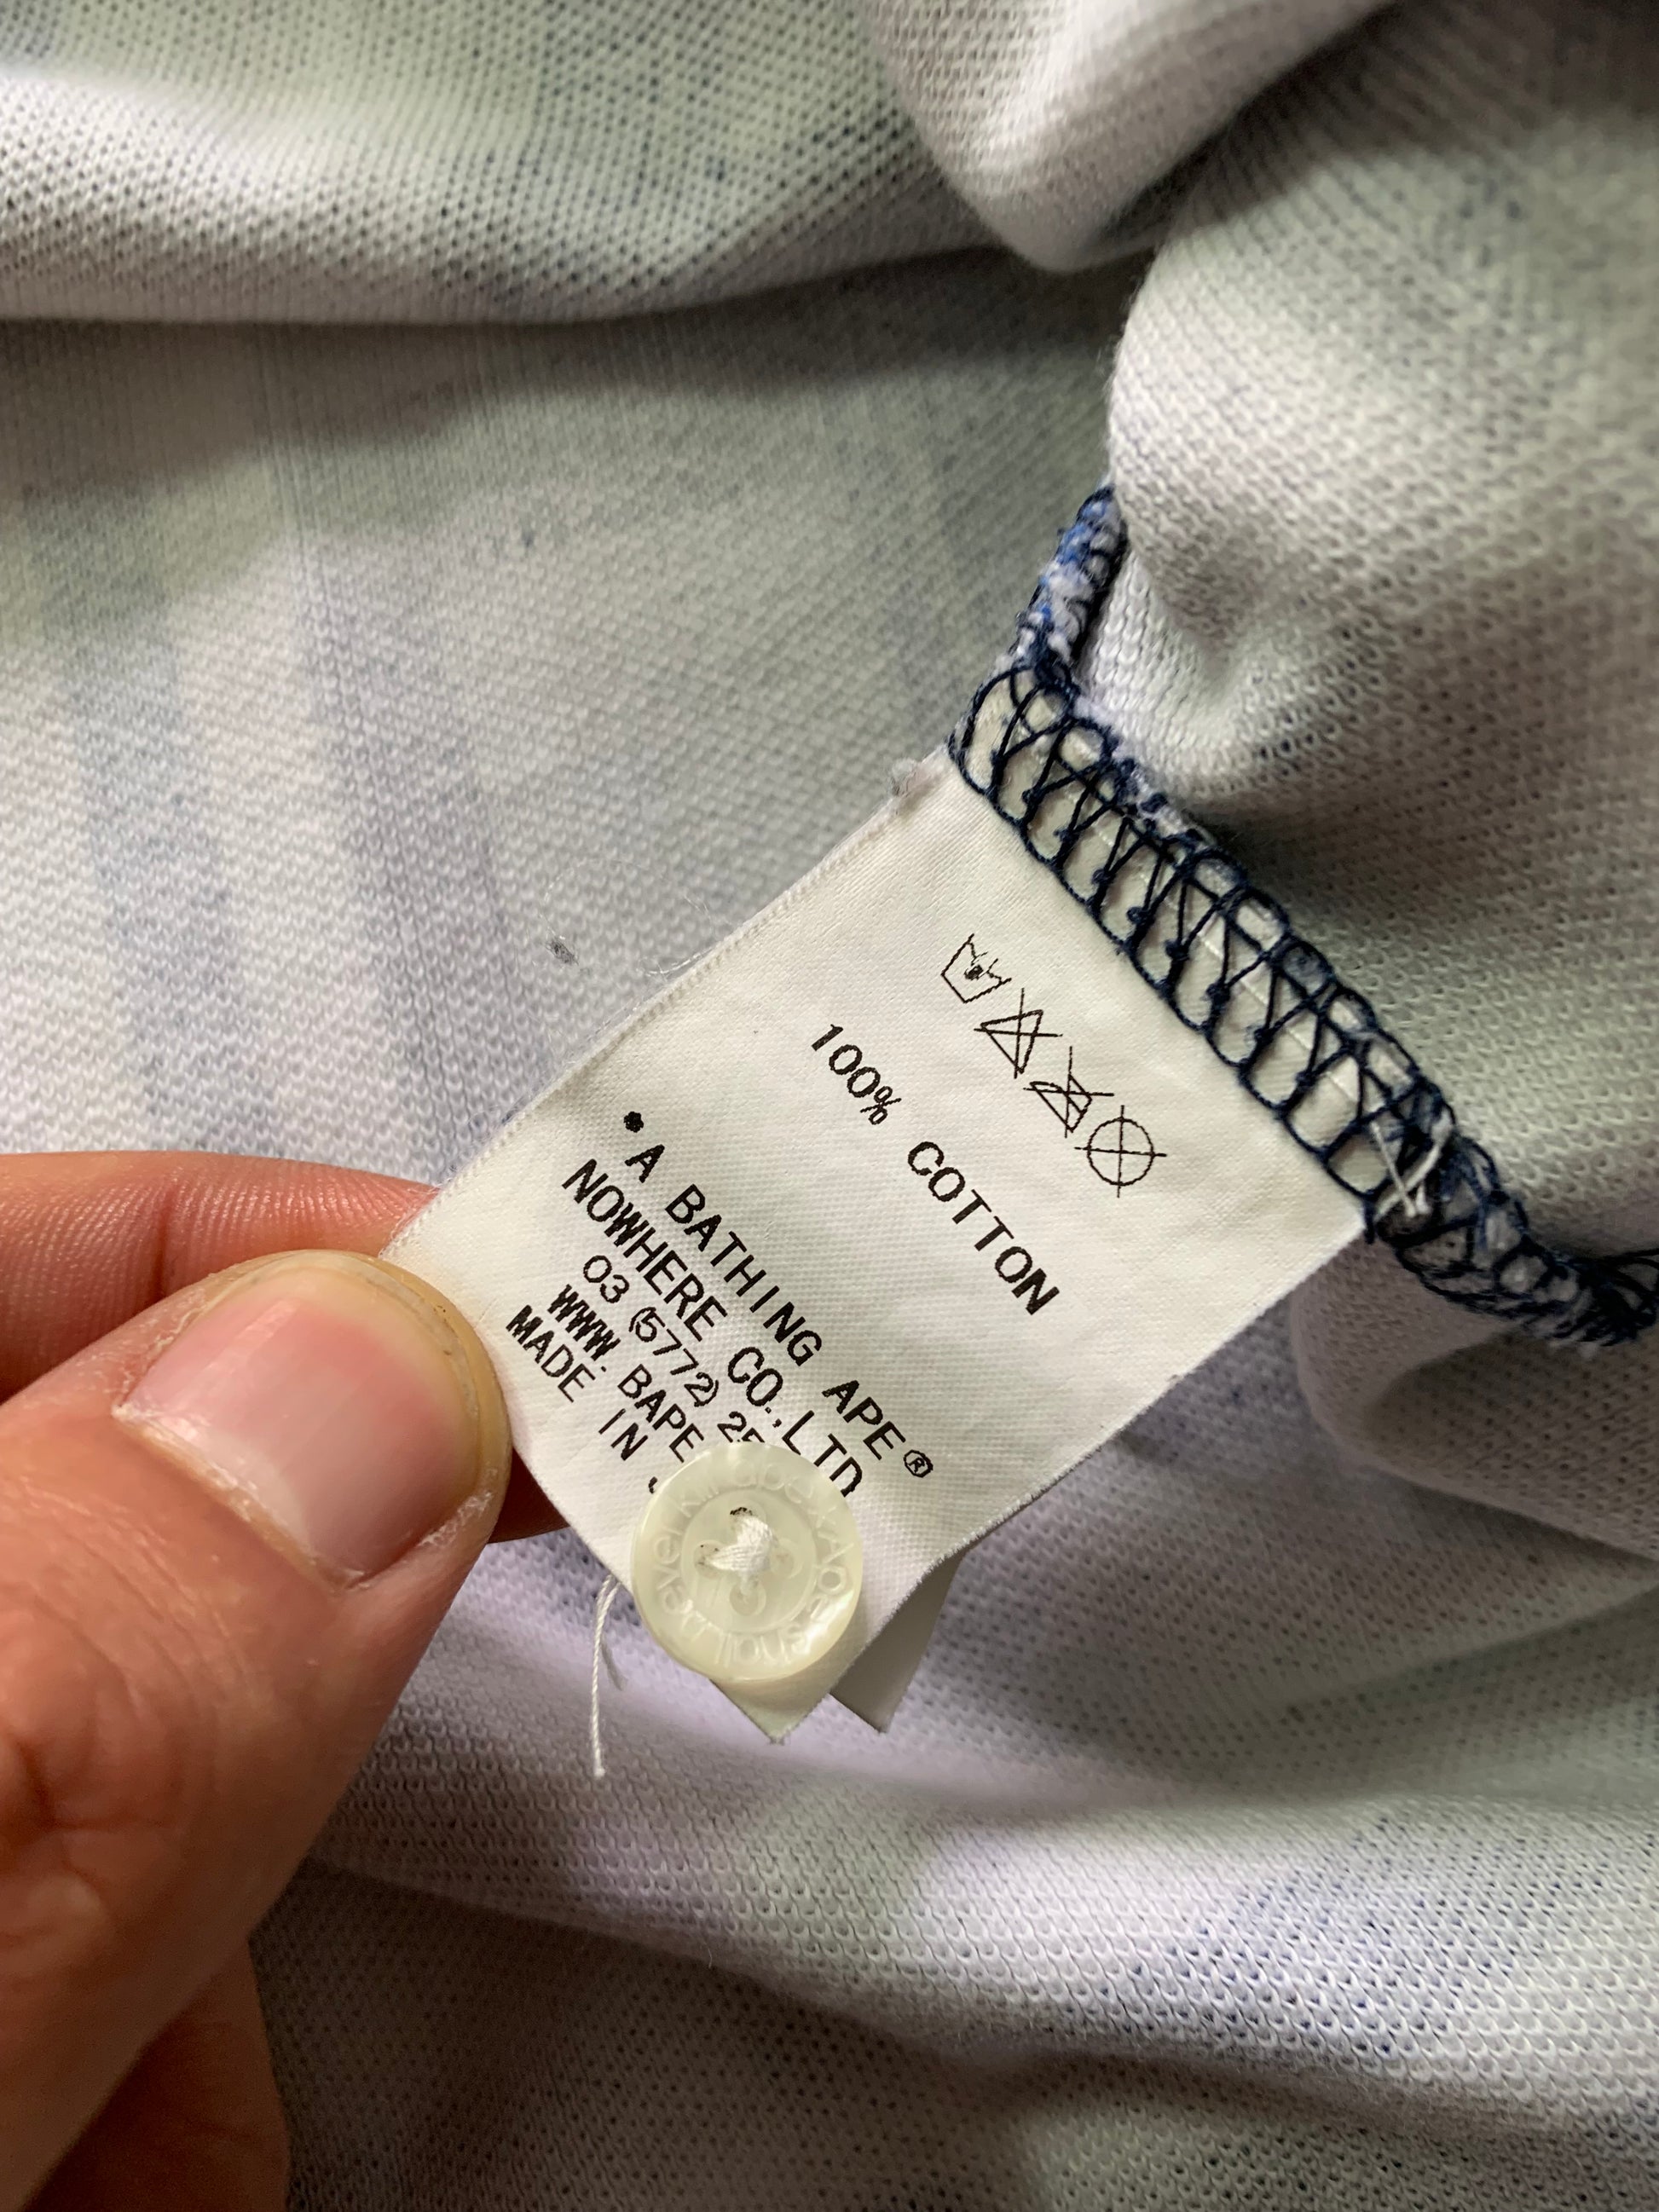 100% COTTON
•A BATHING APE®
NOWHERE CO.,LTD
03 (5772) 25
WWW. BAPE
MADE IN